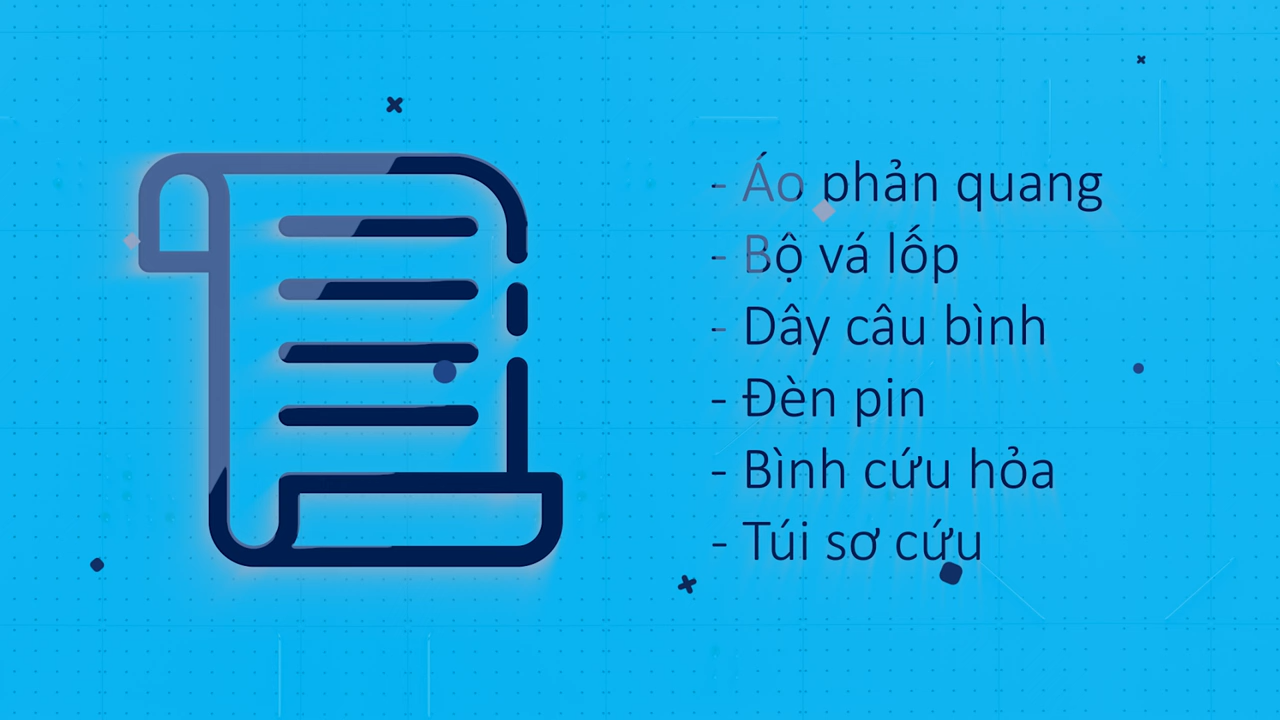 - Áo phản quang
- Bộ vá lốp
- Dây câu bình
- Đèn pin
- Bình cứu hỏa
- Túi sơ cứu